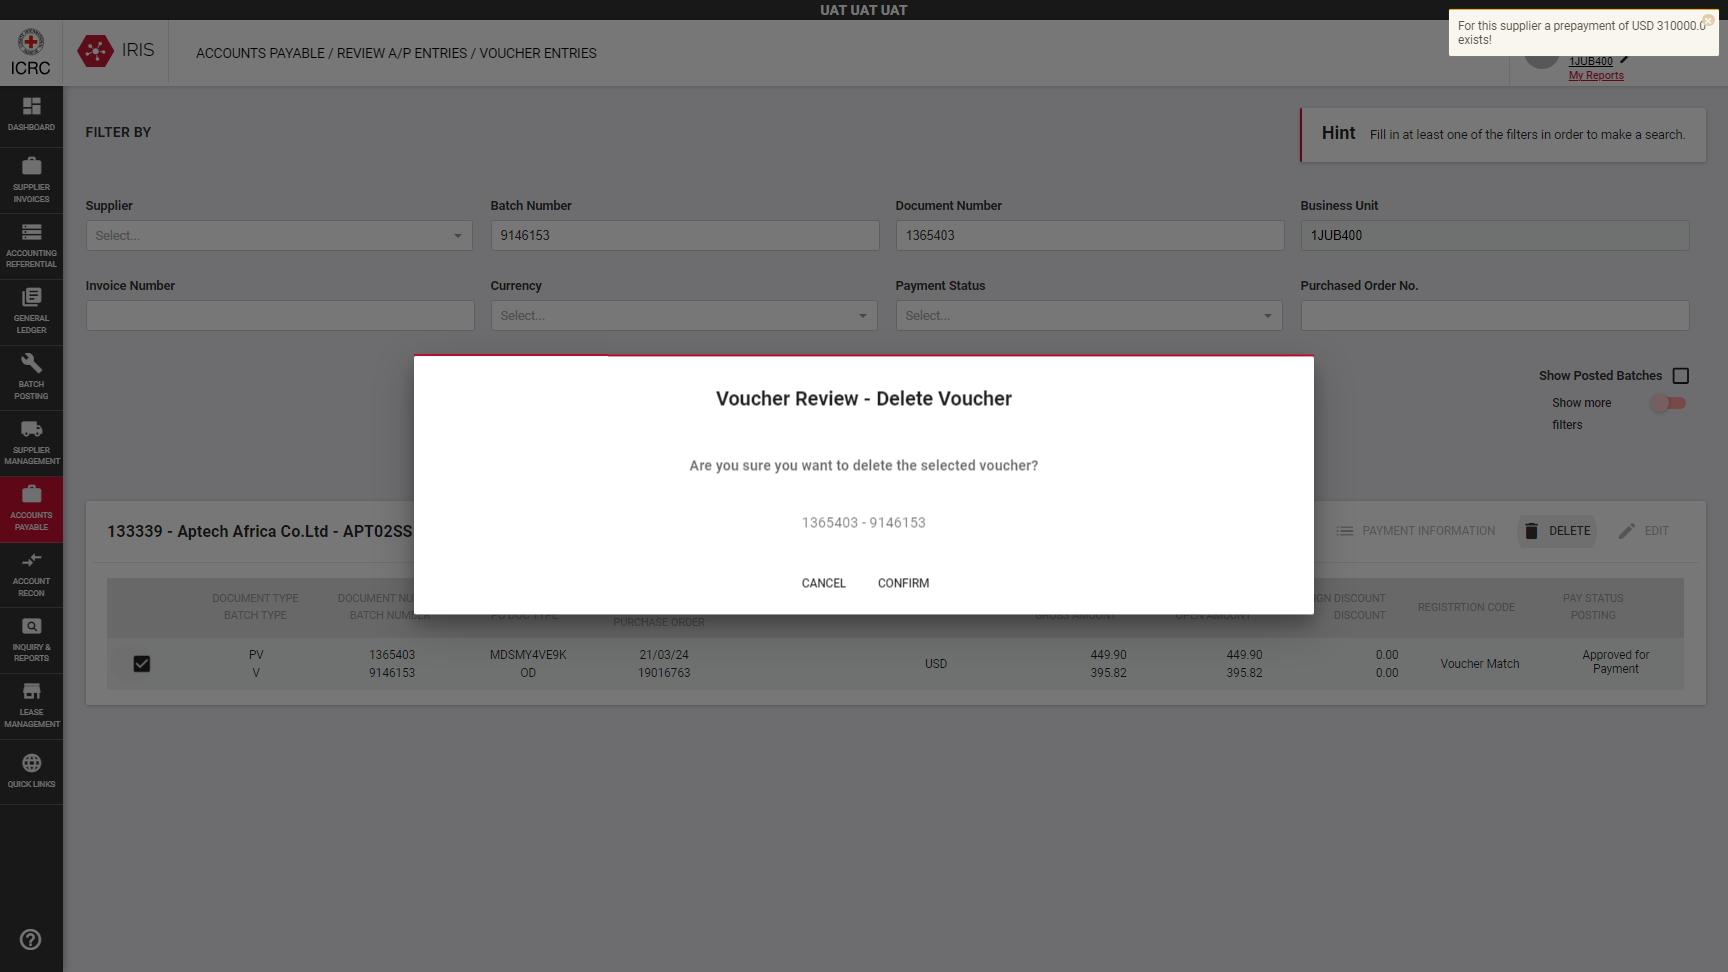 UAT UAT UAT
ICRC
IRIS
ACCOUNTS PAYABLE / REVIEW A/P ENTRIES / VOUCHER ENTRIES
For this supplier a prepayment of USD 310000.0
exists!
1JUB400
My Reports
DASHBOARD
SUPPLIER
INVOICES
ACCOUNTING
REFERENTIAL
GENERAL
LEDGER
BATCH
POSTING
SUPPLIER
MANAGEMENT
ACCOUNTS
PAYABLE
ACCOUNT
RECON
INQUIRY &
REPORTS
LEASE
MANAGEMENT
QUICK LINKS
FILTER BY
Hint Fill in at least one of the filters in order to make a search.
Supplier Batch Number Document Number Business Unit
Select... 9146153 1365403 1JUB400
Invoice Number Currency Payment Status Purchased Order No.
Select... Select...
Show Posted Batches
Show more
filters
Voucher Review - Delete Voucher
Are you sure you want to delete the selected voucher?
1365403 - 9146153
CANCEL CONFIRM
133339 - Aptech Africa Co.Ltd - APT02SS
PAYMENT INFORMATION DELETE EDIT
DOCUMENT TYPE
BATCH TYPE
BATCH NUMBER
PO DOC TYPE
PURCHASE ORDER
GROSS AMOUNT
OPEN AMOUNT
DISCOUNT
DISCOUNT
REGISTRTION CODE
PAY STATUS
POSTING
PV 1365403 MDSMY4VE9K 21/03/24 USD 449.90 449.90 0.00 Voucher Match Approved for
V 9146153 OD 19016763 395.82 395.82 0.00 Payment